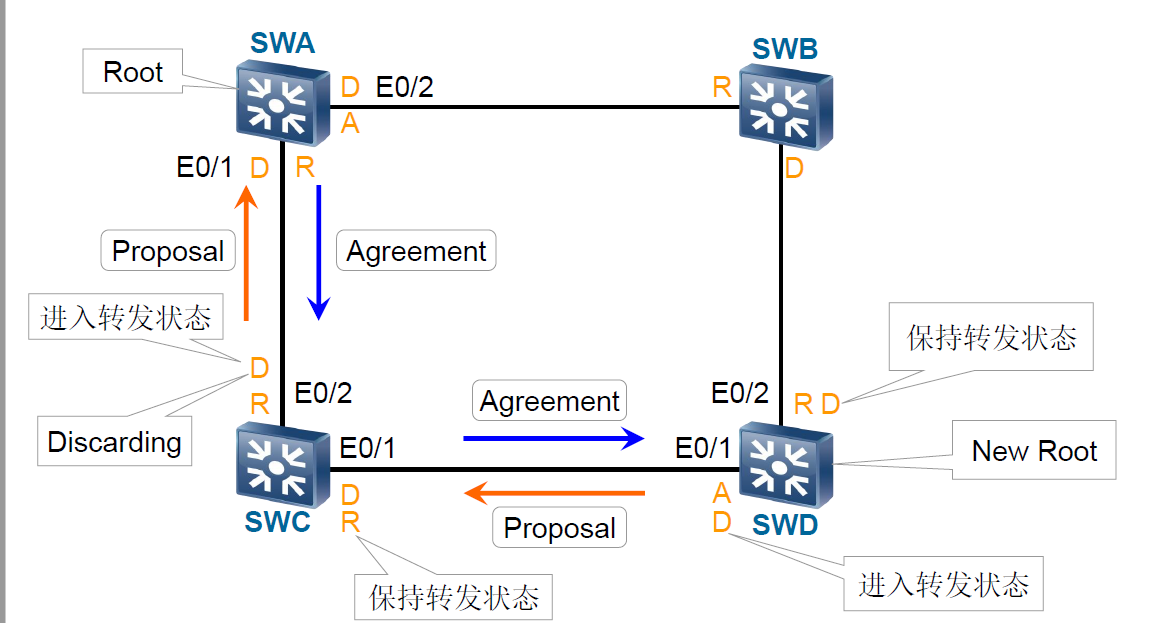 SWA
SWB
Root
D
E0/2
R
A
E0/1
D
R
D
Proposal
Agreement
进入转发状态
保持转发状态
D
E0/2
R
Discarding
Agreement
E0/2
R D
E0/1
E0/1
New Root
D
A
SWC
R
Proposal
D
SWD
保持转发状态
进入转发状态